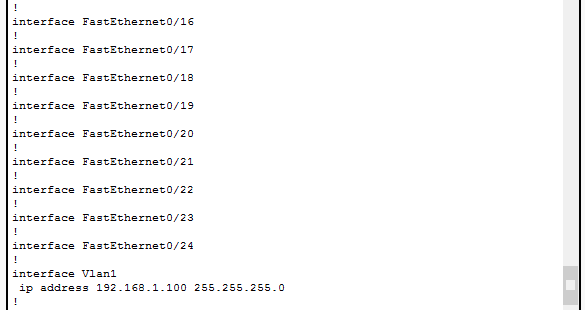 !
interface FastEthernet0/16
!
interface FastEthernet0/17
!
interface FastEthernet0/18
!
interface FastEthernet0/19
!
interface FastEthernet0/20
!
interface FastEthernet0/21
!
interface FastEthernet0/22
!
interface FastEthernet0/23
!
interface FastEthernet0/24
!
interface Vlan1
 ip address 192.168.1.100 255.255.255.0
!